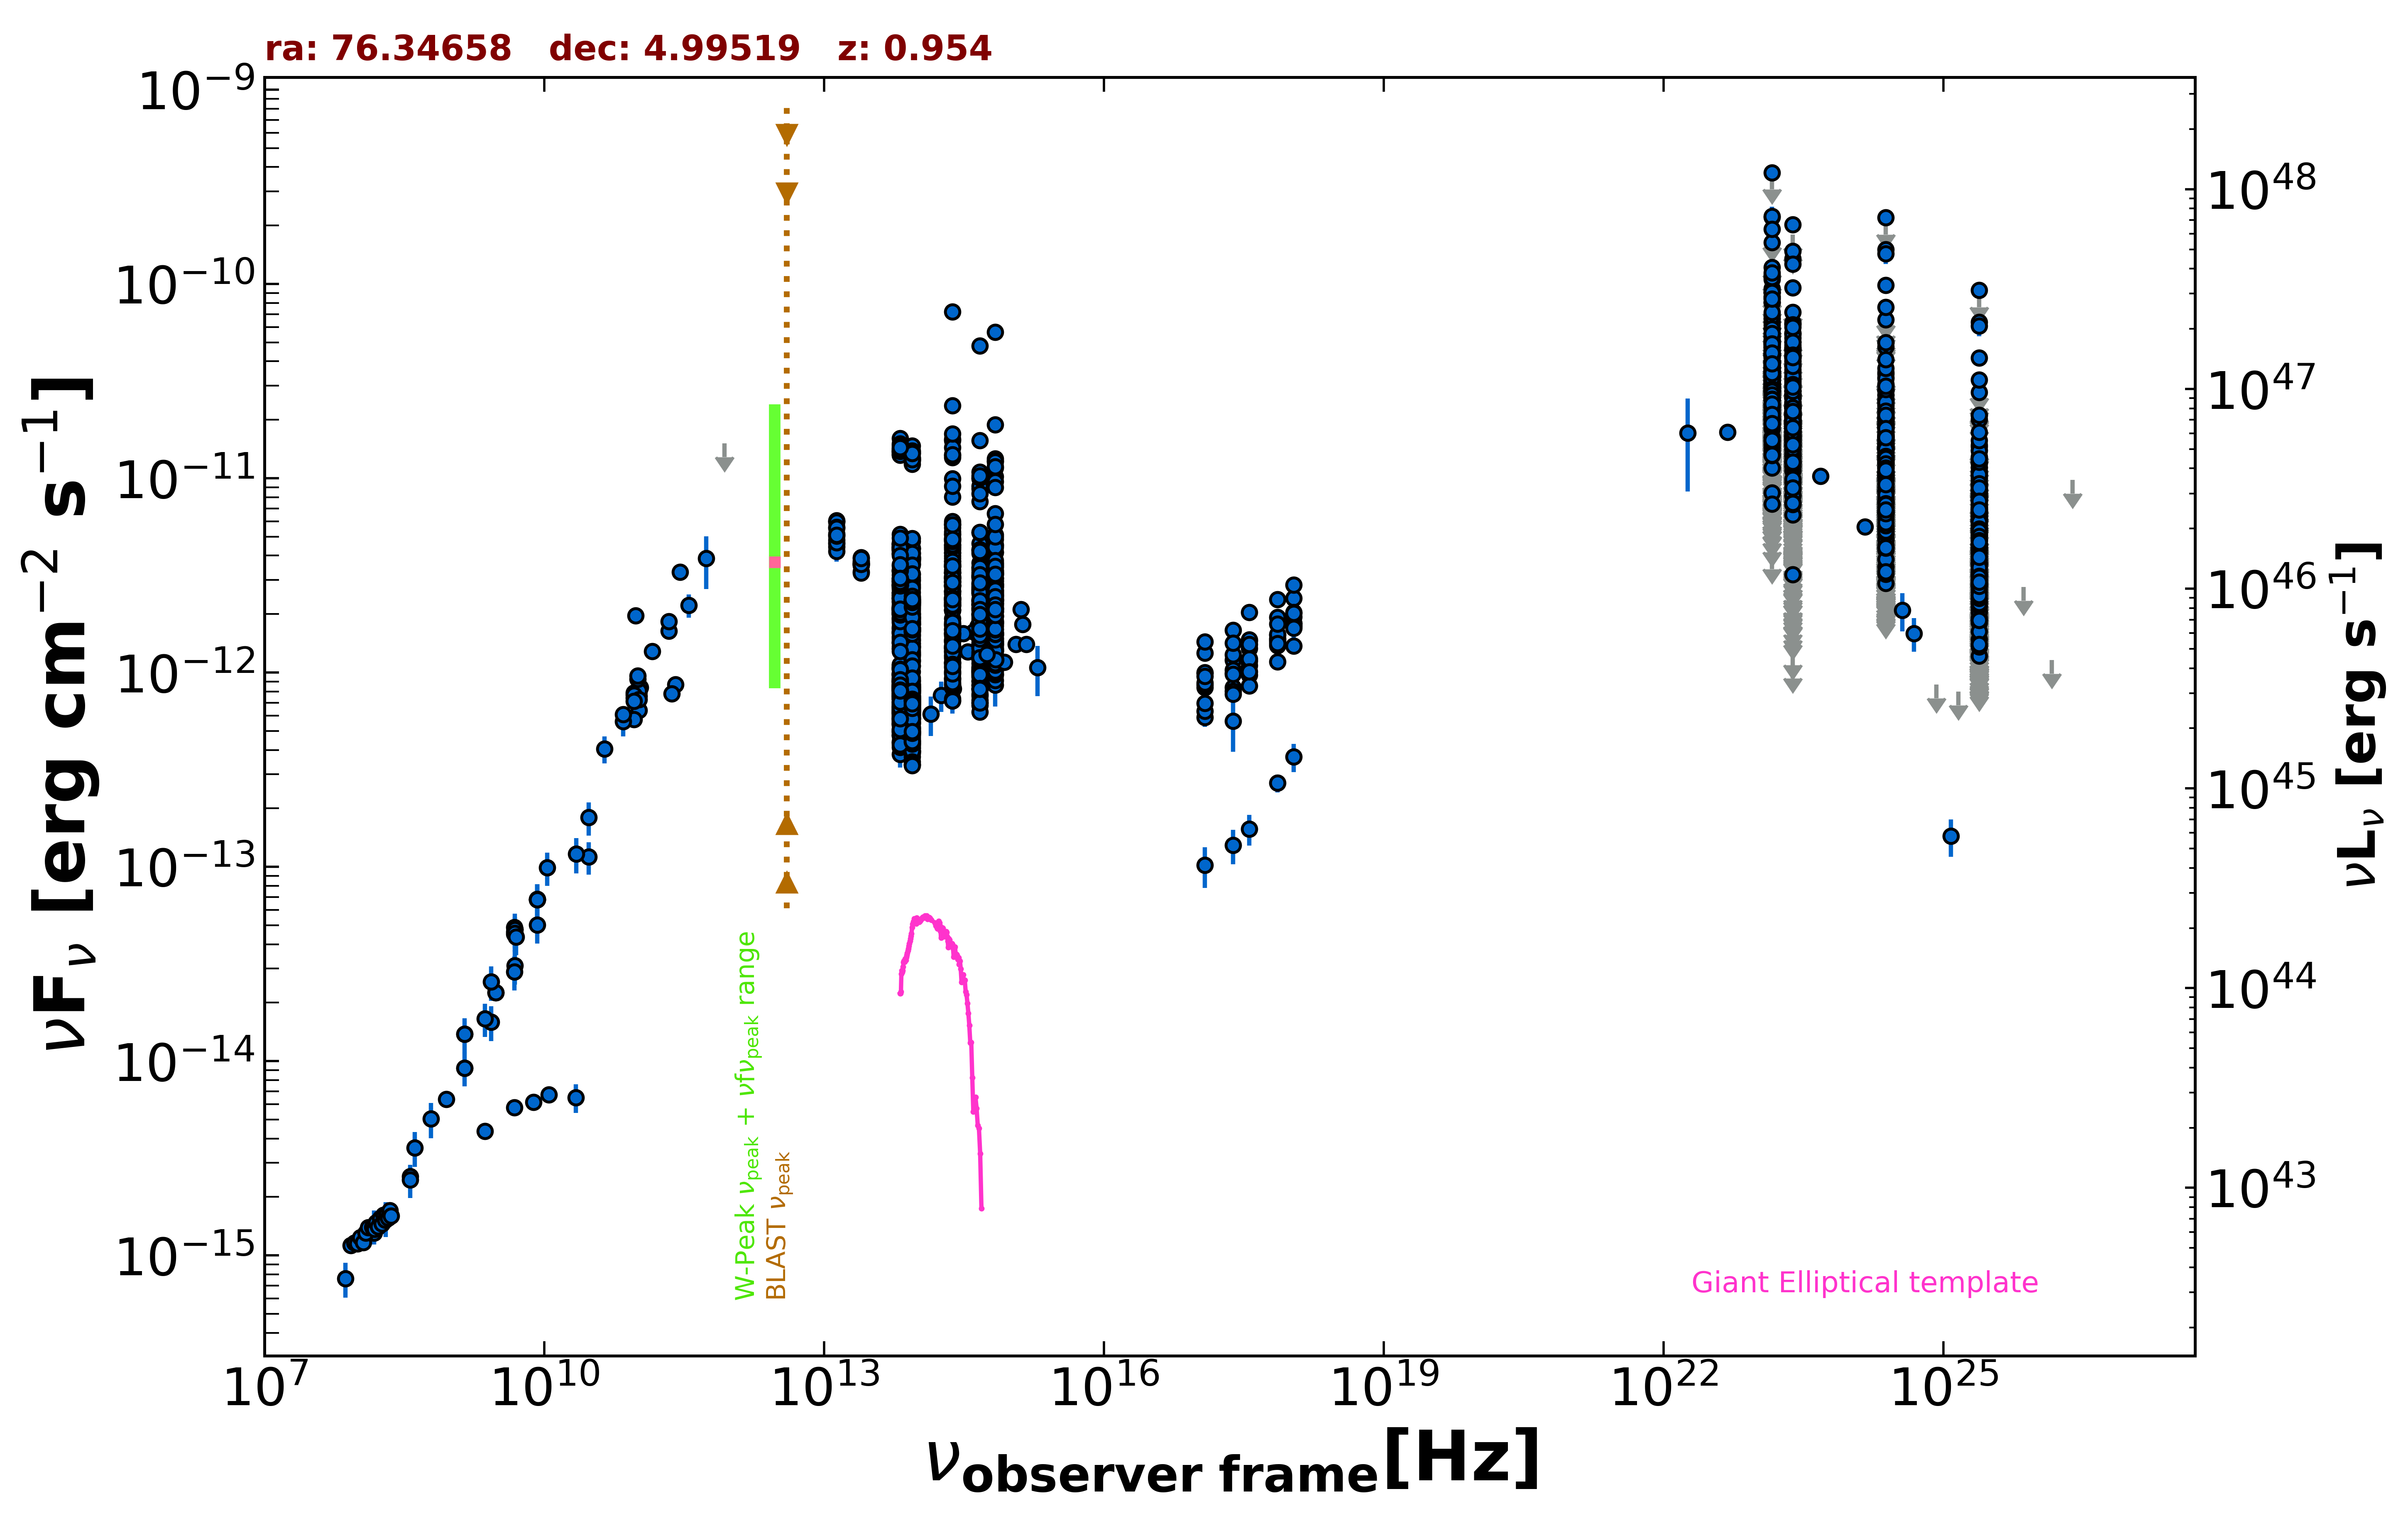 ra: 76.34658 dec: 4.99519 z: 0.954
10⁻⁹
10⁻¹⁰
10⁻¹¹
10⁻¹²
10⁻¹³
10⁻¹⁴
10⁻¹⁵
νFν [erg cm⁻² s⁻¹]
10⁴⁸
10⁴⁷
10⁴⁶
10⁴⁵
10⁴⁴
10⁴³
νLν [erg s⁻¹]
W-Peak νpeak + νfνpeak range
BLAST νpeak
Giant Elliptical template
10⁷ 10¹⁰ 10¹³ 10¹⁶ 10¹⁹ 10²² 10²⁵
νobserver frame[Hz]